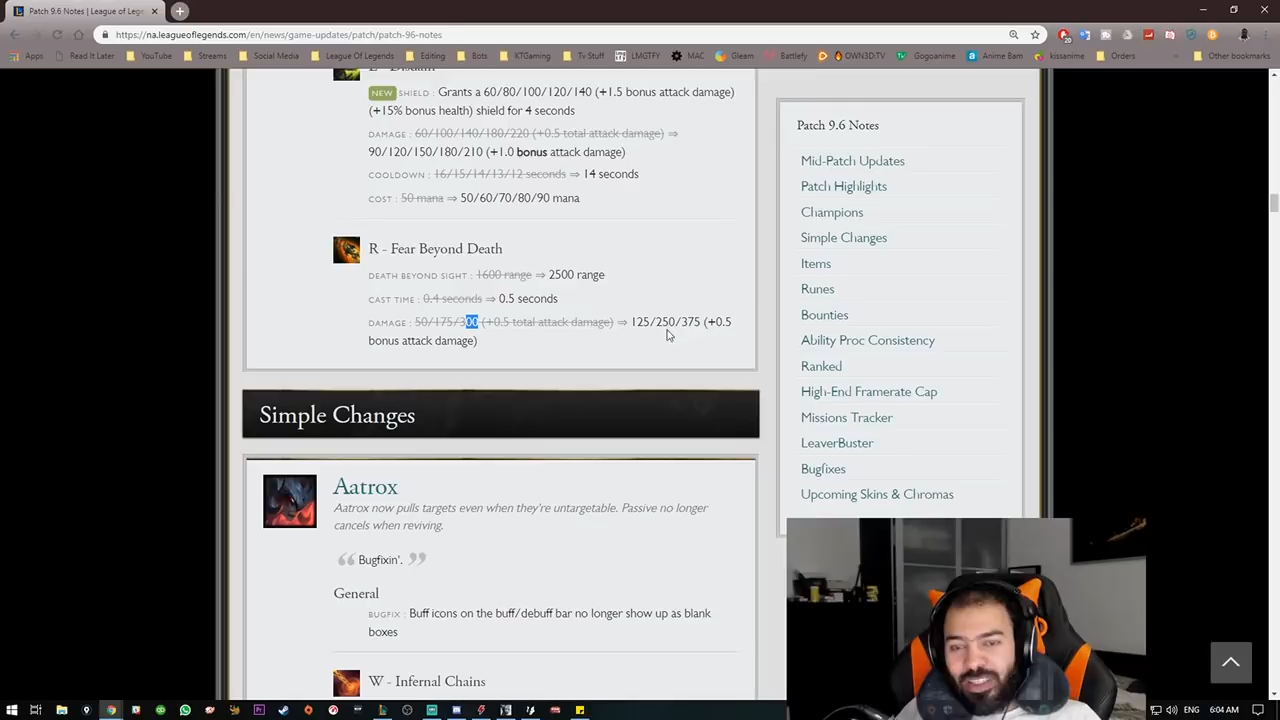 Patch 9.6 Notes | League of Leg
https://na.leagueoflegends.com/en/news/game-updates/patch/patch-96-notes
Apps
Read It Later
YouTube
Streams
Social Media
League Of Legends
Editing
Bots
KTGaming
Tv Stuff
LMGTFY
MAC
Gleam
Battlefy
OWN3D.TV
Gogoanime
Anime Bam
kissanime
Orders
Other bookmarks
NEW SHIELD : Grants a 60/80/100/120/140 (+1.5 bonus attack damage)
(+15% bonus health) shield for 4 seconds
DAMAGE : 60/100/140/180/220 (+0.5 total attack damage) ⇒
90/120/150/180/210 (+1.0 bonus attack damage)
COOLDOWN : 16/15/14/13/12 seconds ⇒ 14 seconds
COST : 50 mana ⇒ 50/60/70/80/90 mana
R - Fear Beyond Death
DEATH BEYOND SIGHT : 1600 range ⇒ 2500 range
CAST TIME : 0.4 seconds ⇒ 0.5 seconds
DAMAGE : 50/175/300 (+0.5 total attack damage) ⇒ 125/250/375 (+0.5
bonus attack damage)
Simple Changes
Aatrox
Aatrox now pulls targets even when they're untargetable. Passive no longer
cancels when reviving.
“ Bugfixin'. ”
General
BUGFIX : Buff icons on the buff/debuff bar no longer show up as blank
boxes
W - Infernal Chains
Patch 9.6 Notes
Mid-Patch Updates
Patch Highlights
Champions
Simple Changes
Items
Runes
Bounties
Ability Proc Consistency
Ranked
High-End Framerate Cap
Missions Tracker
LeaverBuster
Bugfixes
Upcoming Skins & Chromas
ENG
6:04 AM